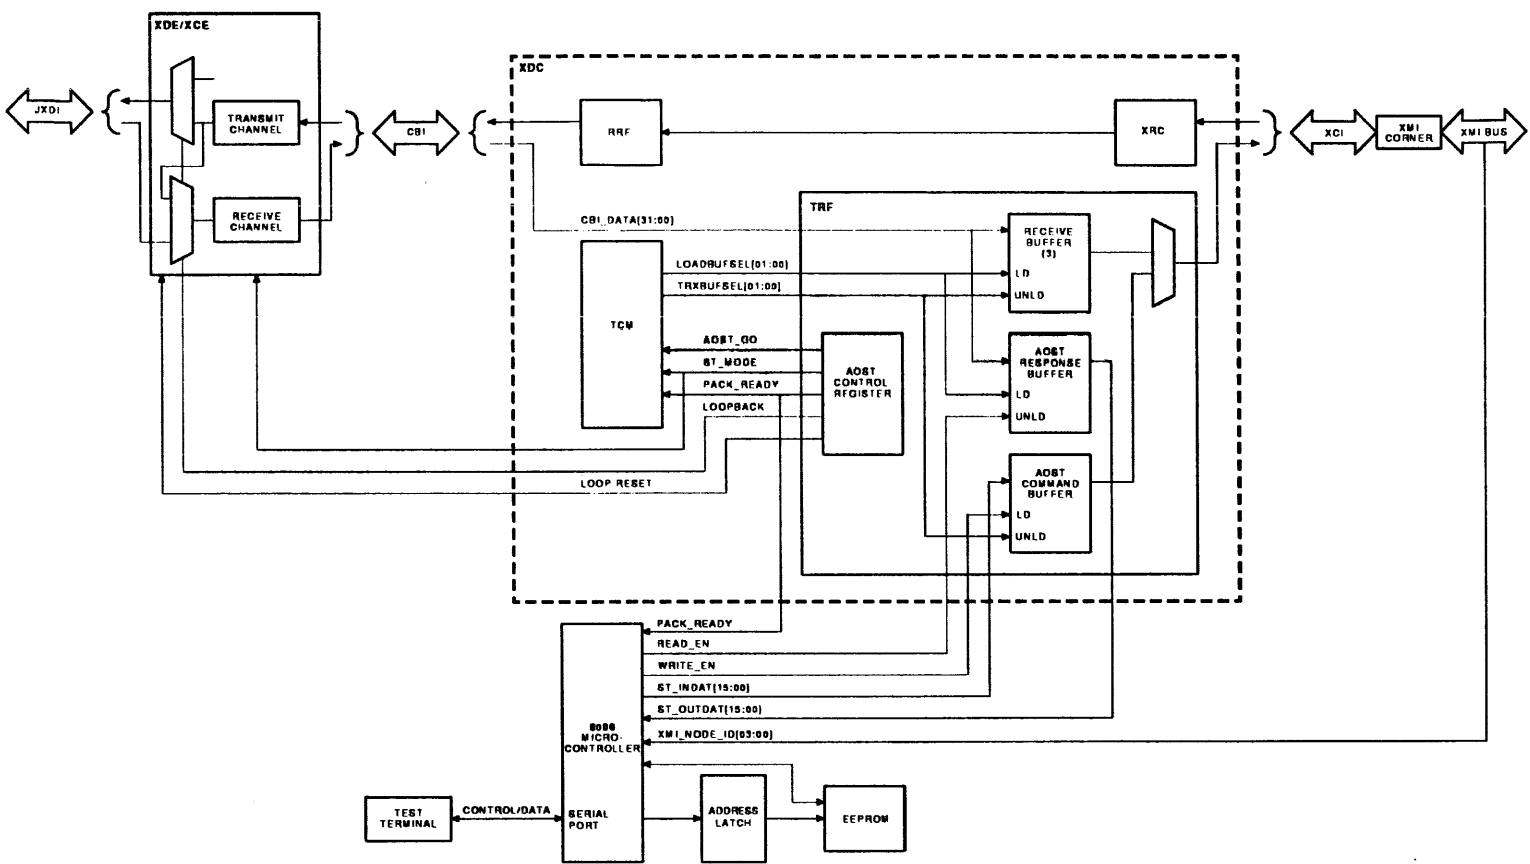 XDE/XCE
JXDI
TRANSMIT
CHANNEL
RECEIVE
CHANNEL
CBI
XDC
RRF
XRC
XCI
XMI
CORNER
XMI BUS
TRF
CBI_DATA[31:00]
RECEIVE
BUFFER
(3)
LD
UNLD
LOADBUFSEL[01:00]
TRXBUFSEL[01:00]
TCM
AOST_GO
ST_MODE
PACK_READY
LOOPBACK
LOOP RESET
AOST
CONTROL
REGISTER
AOST
RESPONSE
BUFFER
LD
UNLD
AOST
COMMAND
BUFFER
LD
UNLD
PACK_READY
READ_EN
WRITE_EN
ST_INDAT[15:00]
ST_OUTDAT[15:00]
XMI_NODE_ID[03:00]
8096
MICRO-
CONTROLLER
SERIAL
PORT
TEST
TERMINAL
CONTROL/DATA
ADDRESS
LATCH
EEPROM